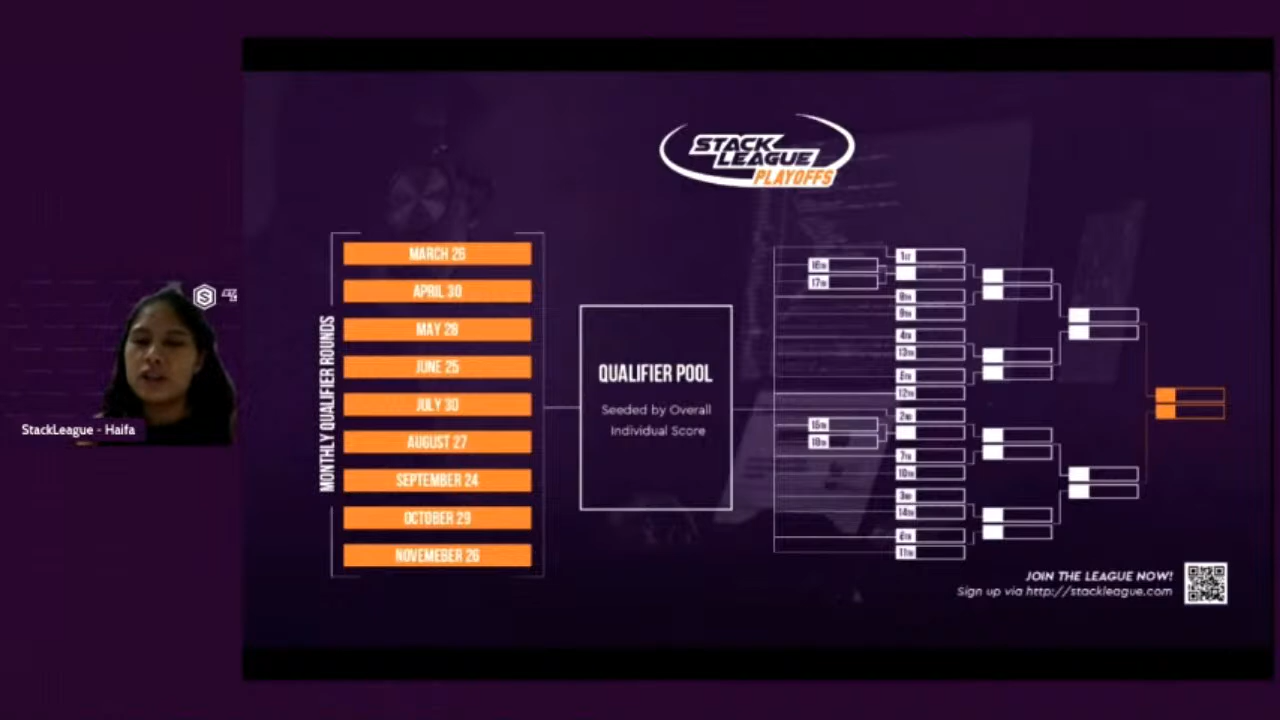 STACK
LEAGUE
PLAYOFFS
MONTHLY QUALIFIER ROUNDS
MARCH 26
APRIL 30
MAY 28
JUNE 25
JULY 30
AUGUST 27
SEPTEMBER 24
OCTOBER 29
NOVEMEBER 26
QUALIFIER POOL
Seeded by Overall
Individual Score
16TH
17TH
15TH
18TH
1ST
8TH
9TH
4TH
13TH
5TH
12TH
2ND
7TH
10TH
3RD
14TH
6TH
11TH
StackLeague - Haifa
JOIN THE LEAGUE NOW!
Sign up via http://stackleague.com